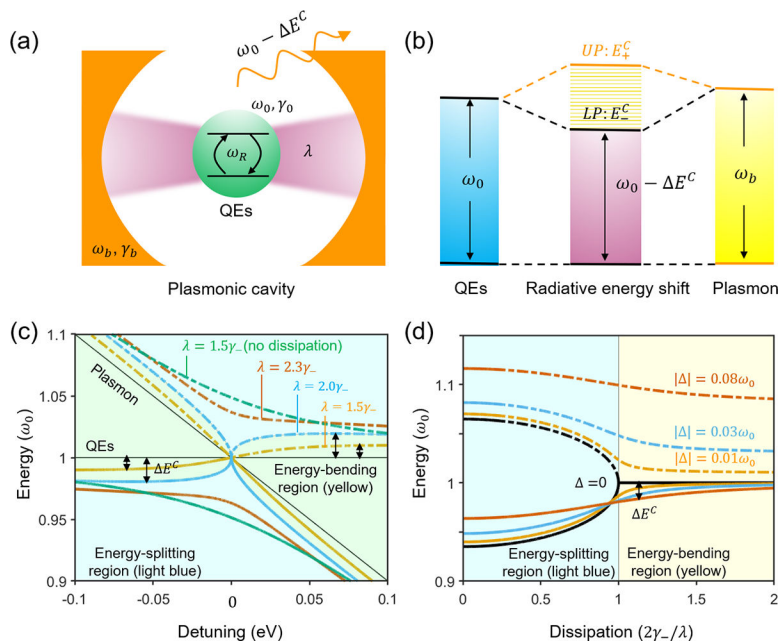 (a)
ω₀ − ΔE^C
ω₀, γ₀
ω_R
λ
QEs
ω_b, γ_b
Plasmonic cavity
(b)
UP: E₊^C
LP: E₋^C
ω₀
ω₀ − ΔE^C
ω_b
QEs
Radiative energy shift
Plasmon
(c)
Energy (ω₀)
1.1
1.05
1
0.95
0.9
λ = 1.5γ₋ (no dissipation)
λ = 2.3γ₋
λ = 2.0γ₋
λ = 1.5γ₋
Plasmon
QEs
ΔE^C
Energy-bending
region (yellow)
Energy-splitting
region (light blue)
-0.1
-0.05
0
0.05
0.1
Detuning (eV)
(d)
Energy (ω₀)
1.1
1
0.9
|Δ| = 0.08ω₀
|Δ| = 0.03ω₀
|Δ| = 0.01ω₀
Δ =0
ΔE^C
Energy-splitting
region (light blue)
Energy-bending
region (yellow)
0
0.5
1
1.5
2
Dissipation (2γ₋/λ)